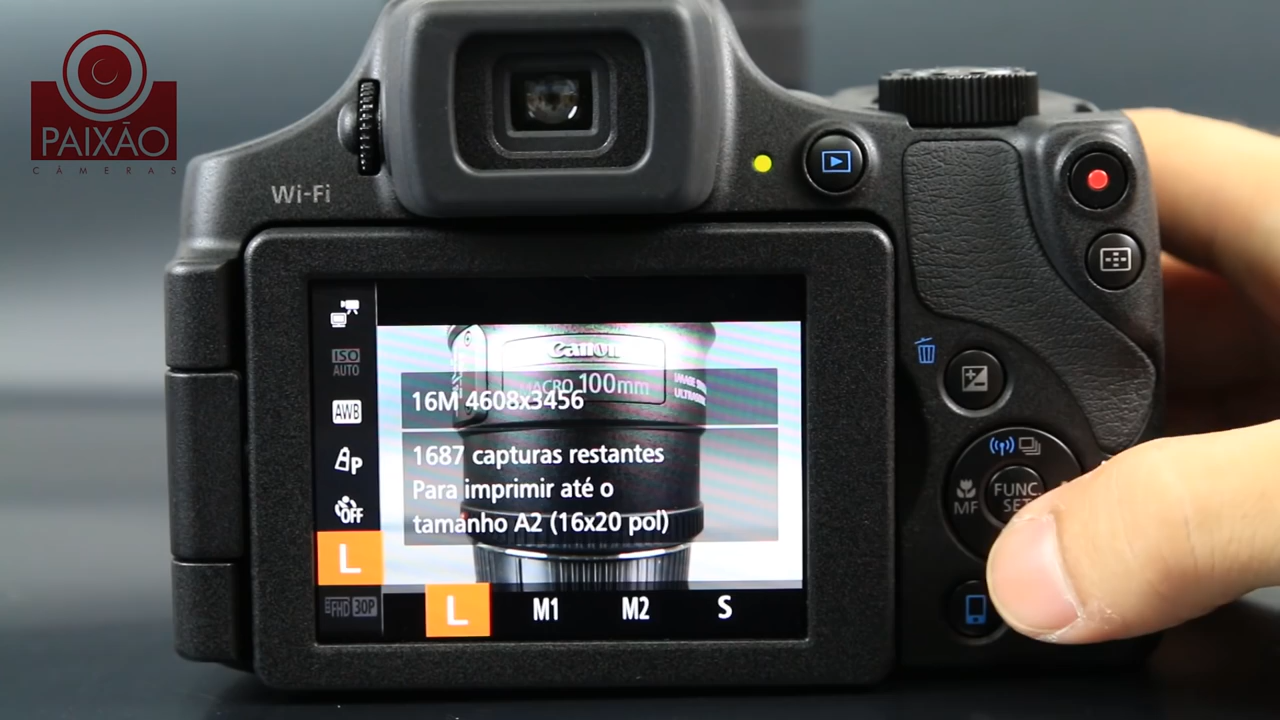 PAIXÃO
CÂMERAS
Wi-Fi
ISO
AUTO
AWB
P
OFF
L
FHD 30P
Canon
MACRO 100mm
16M 4608x3456
1687 capturas restantes
Para imprimir até o
tamanho A2 (16x20 pol)
L M1 M2 S
MF
FUNC.
SET